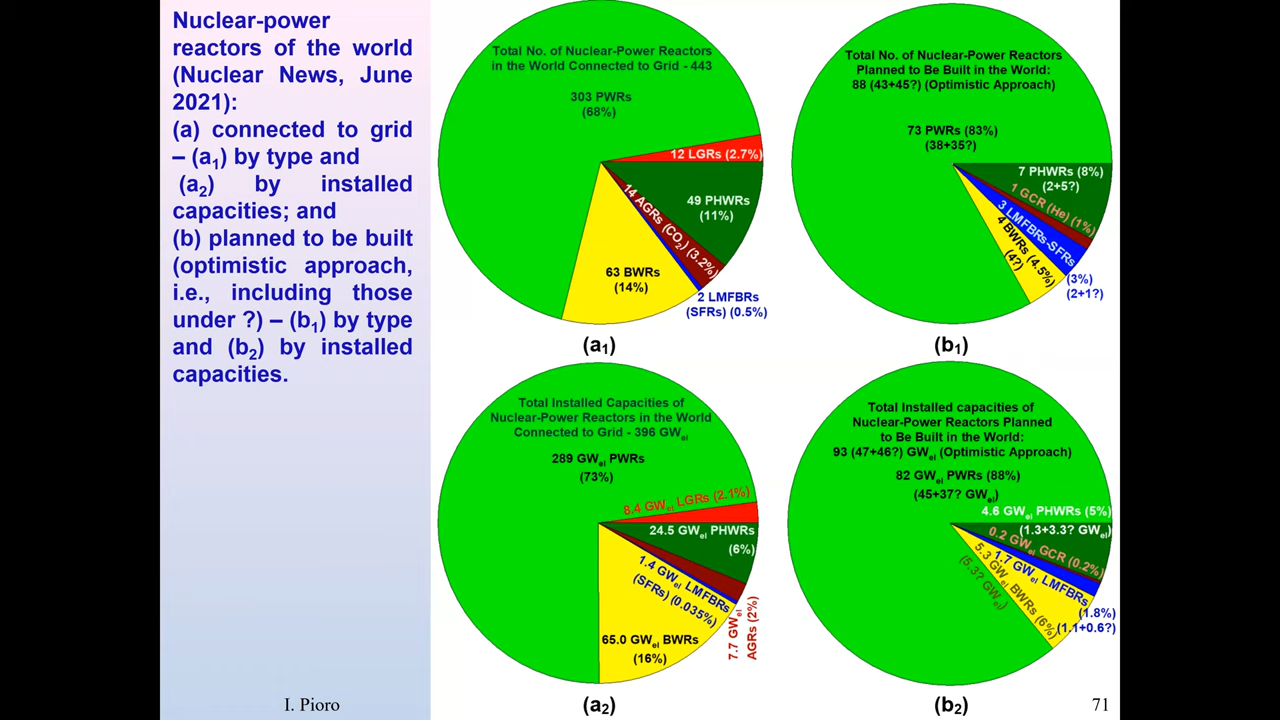 Nuclear-power
reactors of the world
(Nuclear News, June
2021):
(a) connected to grid
– (a₁) by type and
(a₂) by installed
capacities; and
(b) planned to be built
(optimistic approach,
i.e., including those
under ?) – (b₁) by type
and (b₂) by installed
capacities.
Total No. of Nuclear-Power Reactors
in the World Connected to Grid - 443
303 PWRs
(68%)
12 LGRs (2.7%)
49 PHWRs
(11%)
14 AGRs (CO₂) (3.2%)
63 BWRs
(14%)
2 LMFBRs
(SFRs) (0.5%)
(a₁)
Total No. of Nuclear-Power Reactors
Planned to Be Built in the World:
88 (43+45?) (Optimistic Approach)
73 PWRs (83%)
(38+35?)
7 PHWRs (8%)
(2+5?)
1 GCR (He) (1%)
3 LMFBRs-SFRs
(3%)
(2+1?)
4 BWRs (4.5%)
(4?)
(b₁)
Total Installed Capacities of
Nuclear-Power Reactors in the World
Connected to Grid - 396 GWel
289 GWel PWRs
(73%)
8.4 GWel LGRs (2.1%)
24.5 GWel PHWRs
(6%)
1.4 GWel LMFBRs
(SFRs) (0.035%)
7.7 GWel
AGRs (2%)
65.0 GWel BWRs
(16%)
(a₂)
Total Installed capacities of
Nuclear-Power Reactors Planned
to Be Built in the World:
93 (47+46?) GWel (Optimistic Approach)
82 GWel PWRs (88%)
(45+37? GWel)
4.6 GWel PHWRs (5%)
(1.3+3.3? GWel)
0.2 GWel GCR (0.2%)
1.7 GWel LMFBRs
(1.8%)
(1.1+0.6?)
5.3 GWel BWRs (6%)
(5.3? GWel)
(b₂)
I. Pioro
71